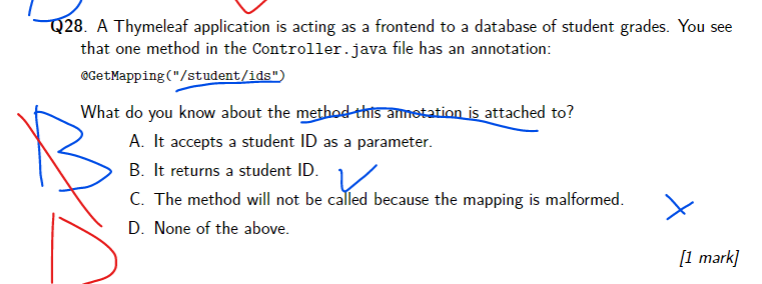 Q28. A Thymeleaf application is acting as a frontend to a database of student grades. You see
that one method in the Controller.java file has an annotation:
@GetMapping("/student/ids")
What do you know about the method this annotation is attached to?
A. It accepts a student ID as a parameter.
B. It returns a student ID.
C. The method will not be called because the mapping is malformed.
D. None of the above.
[1 mark]
B
D